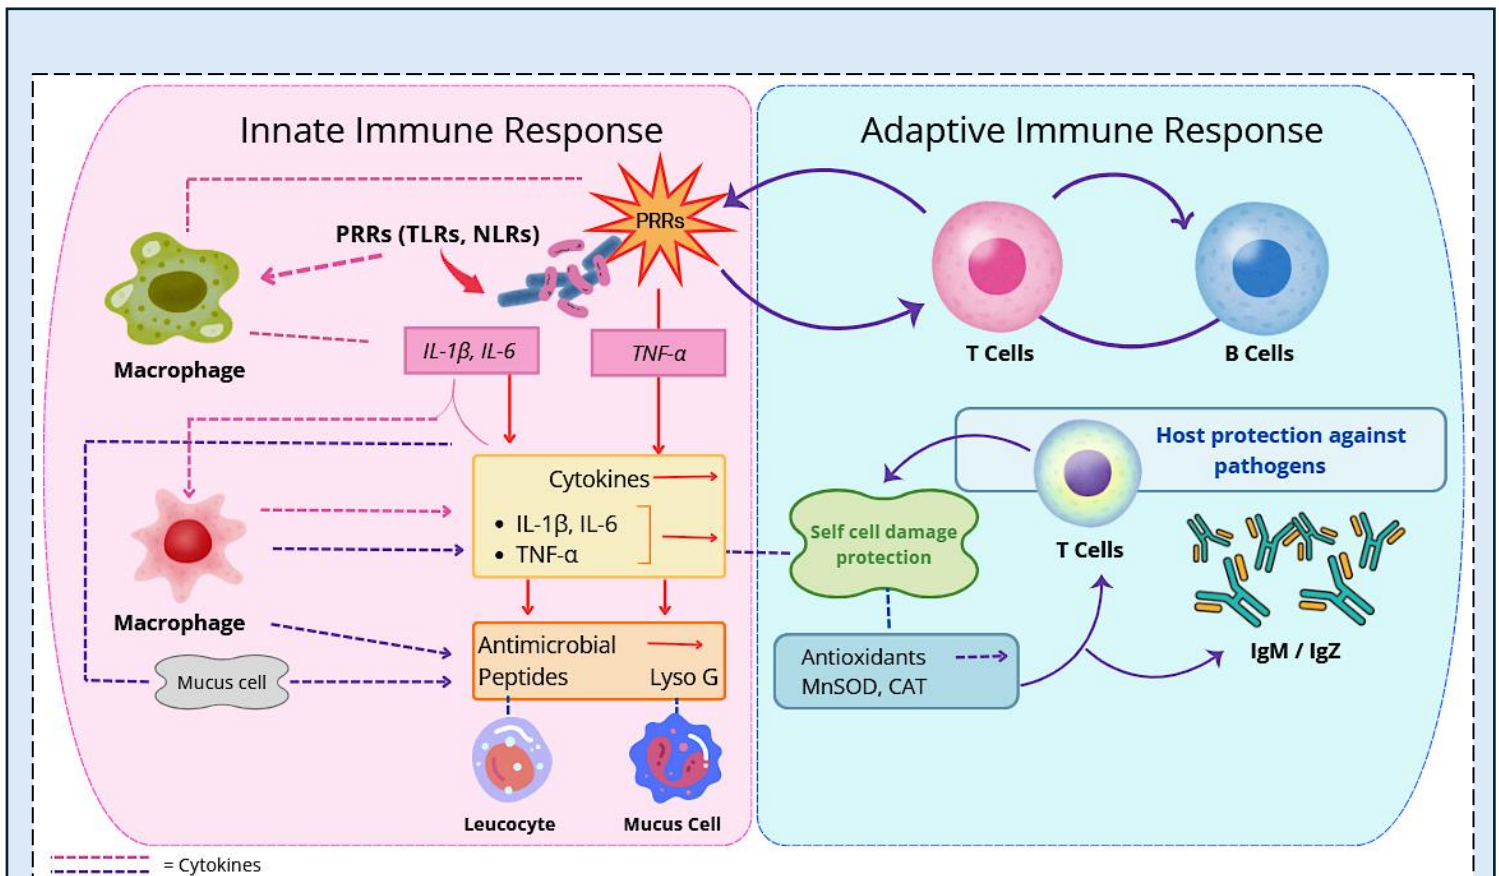 Innate Immune Response
Adaptive Immune Response
PRRs
PRRs (TLRs, NLRs)
Macrophage
IL-1β, IL-6
TNF-α
T Cells
B Cells
Host protection against
pathogens
Cytokines
• IL-1β, IL-6
• TNF-α
Self cell damage
protection
T Cells
Macrophage
Mucus cell
Antimicrobial
Peptides
Lyso G
Antioxidants
MnSOD, CAT
IgM / IgZ
Leucocyte
Mucus Cell
= Cytokines